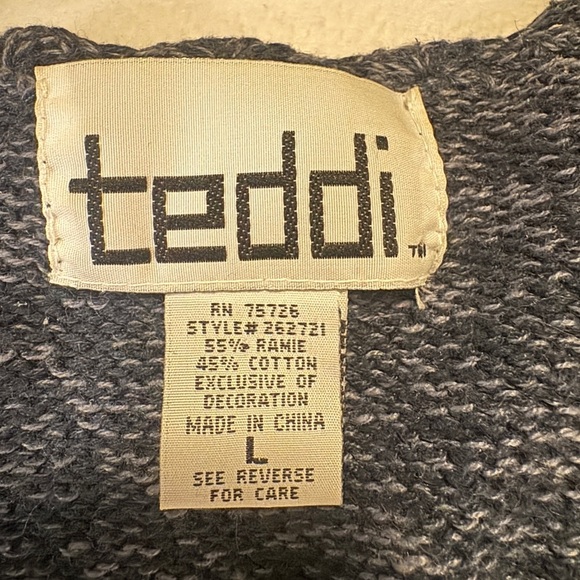 teddi TM
RN 75726
STYLE# 262721
55% RAMIE
45% COTTON
EXCLUSIVE OF
DECORATION
MADE IN CHINA
L
SEE REVERSE
FOR CARE